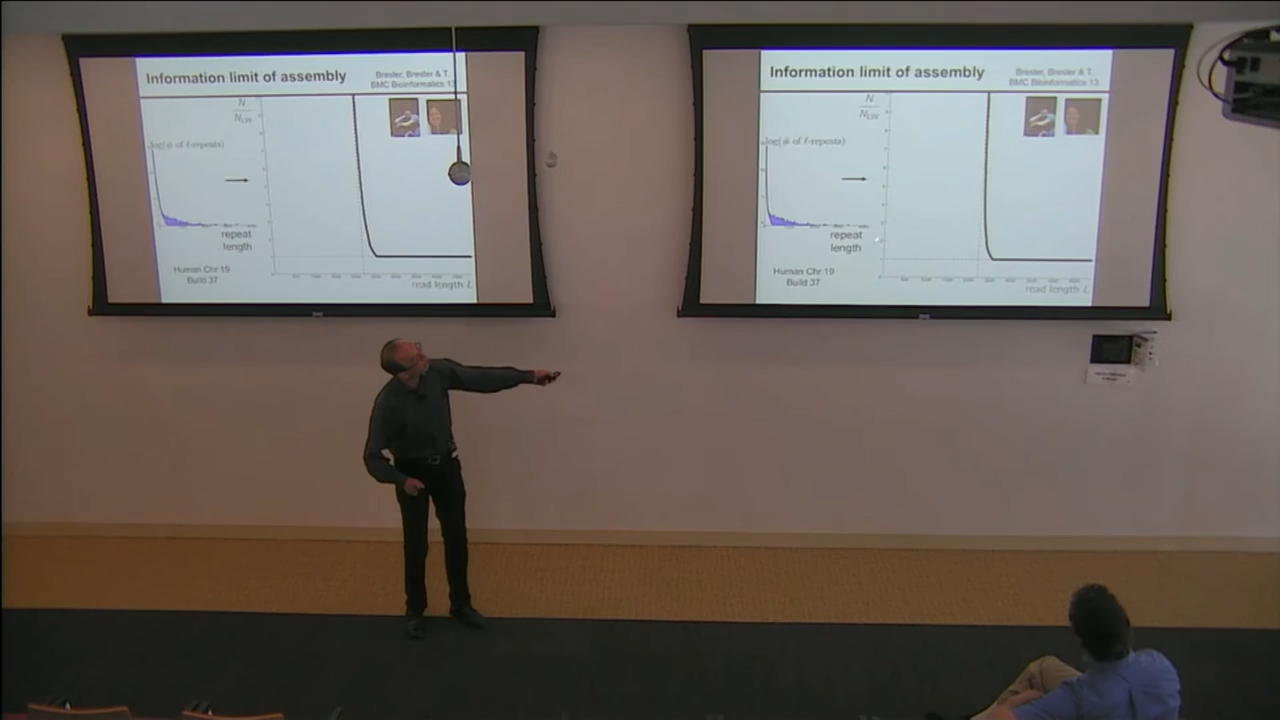 Information limit of assembly
Bresler, Bresler & T.
BMC Bioinformatics 13
N
N_LW
log(# of ℓ-repeats)
repeat
length
Human Chr 19
Build 37
read length L
Information limit of assembly
Bresler, Bresler & T.
BMC Bioinformatics 13
N
N_LW
log(# of ℓ-repeats)
repeat
length
Human Chr 19
Build 37
read length L